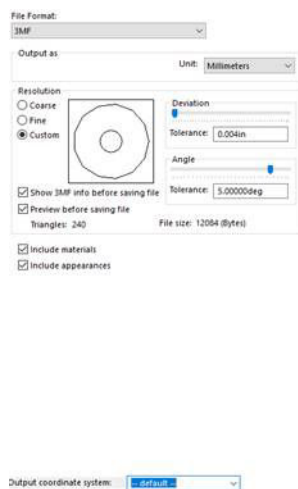 File Format:
3MF
Output as
Unit: Millimeters
Resolution
Coarse
Fine
Custom
Deviation
Tolerance: 0.004in
Angle
Tolerance: 5.00000deg
Show 3MF info before saving file
Preview before saving file
Triangles: 240 File size: 12064 (Bytes)
Include materials
Include appearances
Output coordinate system: -- default --